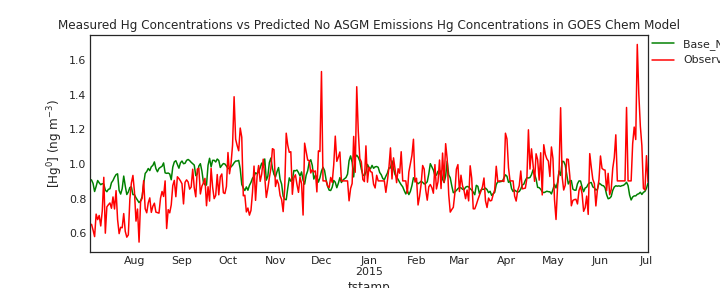 Measured Hg Concentrations vs Predicted No ASGM Emissions Hg Concentrations in GOES Chem Model
[Hg⁰] (ng m⁻³)
1.6
1.4
1.2
1.0
0.8
0.6
Aug Sep Oct Nov Dec Jan Feb Mar Apr May Jun Jul
2015
tstamp
Base_N
Observ